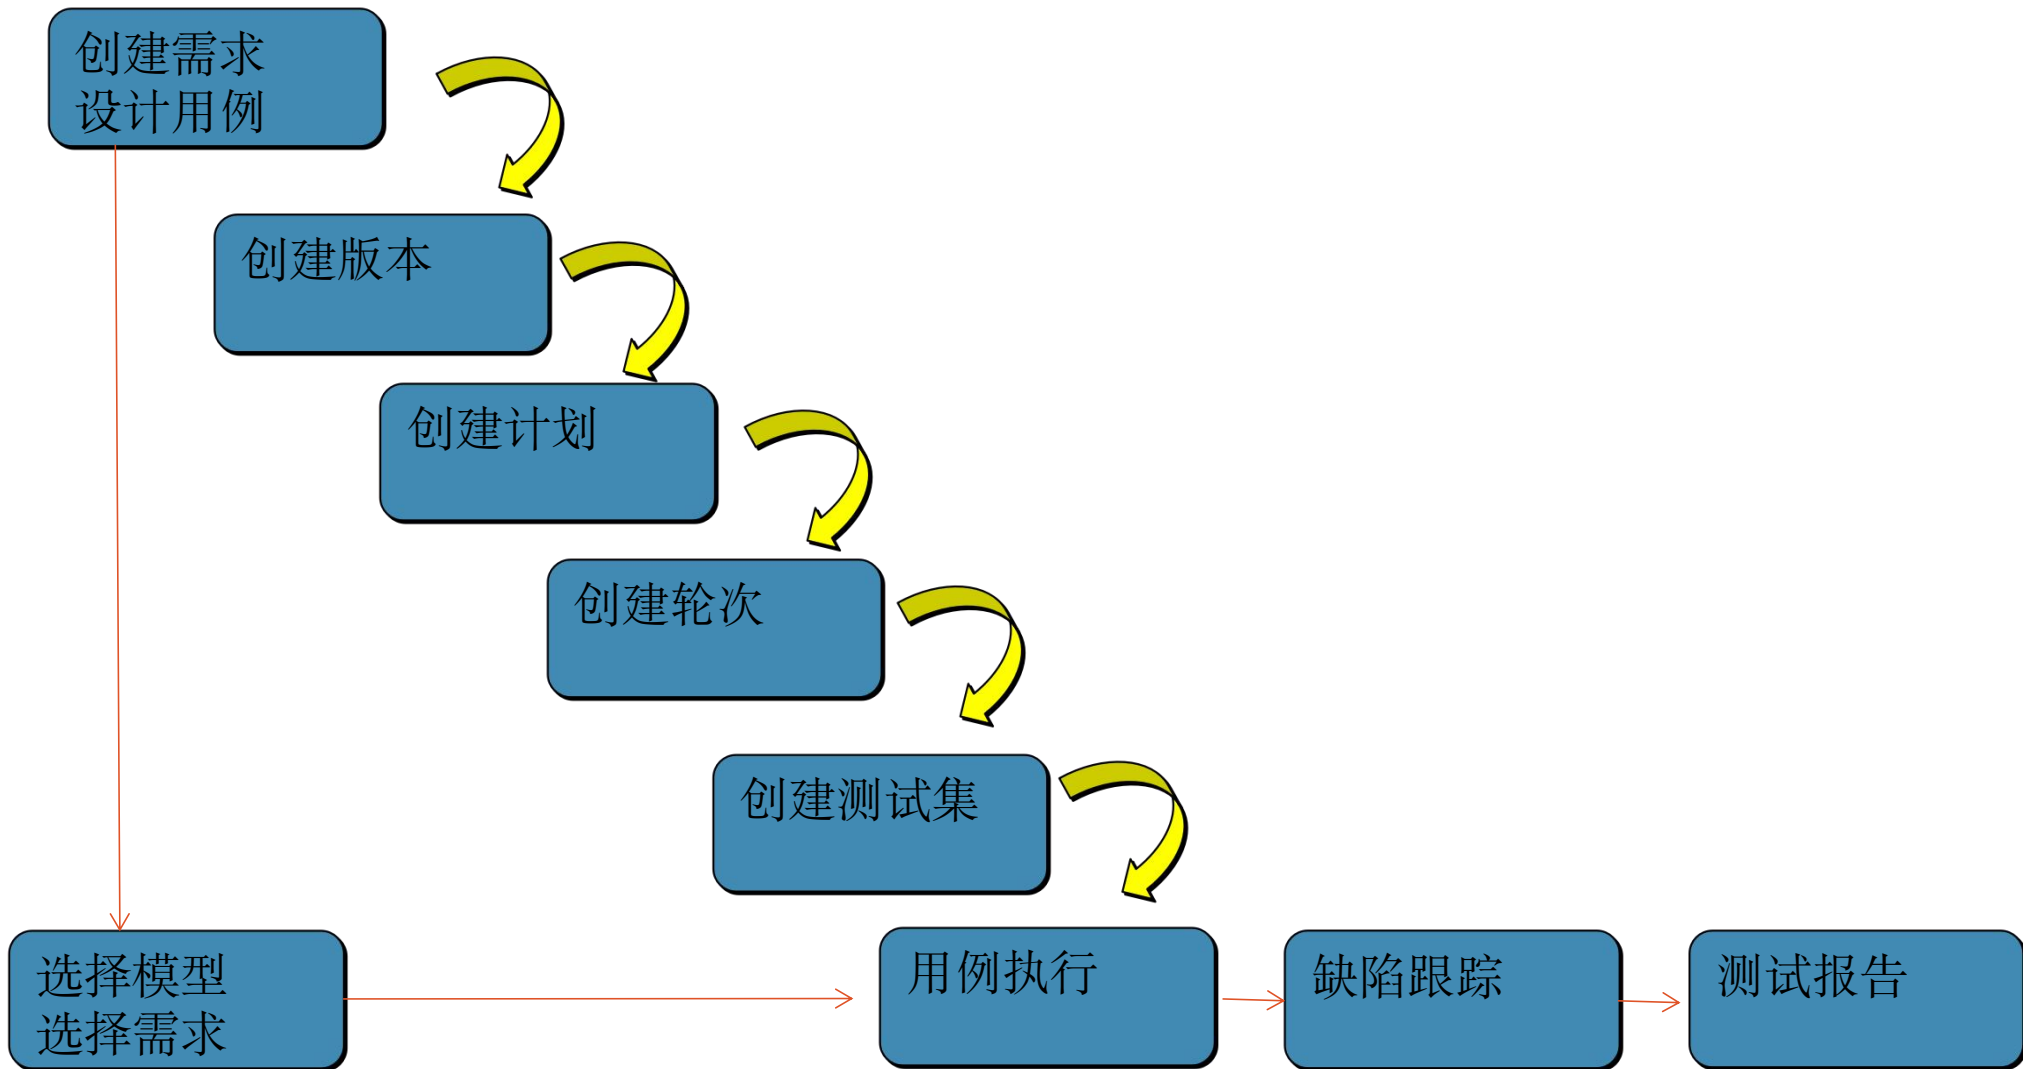 创建需求
设计用例
创建版本
创建计划
创建轮次
创建测试集
选择模型
选择需求
用例执行
缺陷跟踪
测试报告